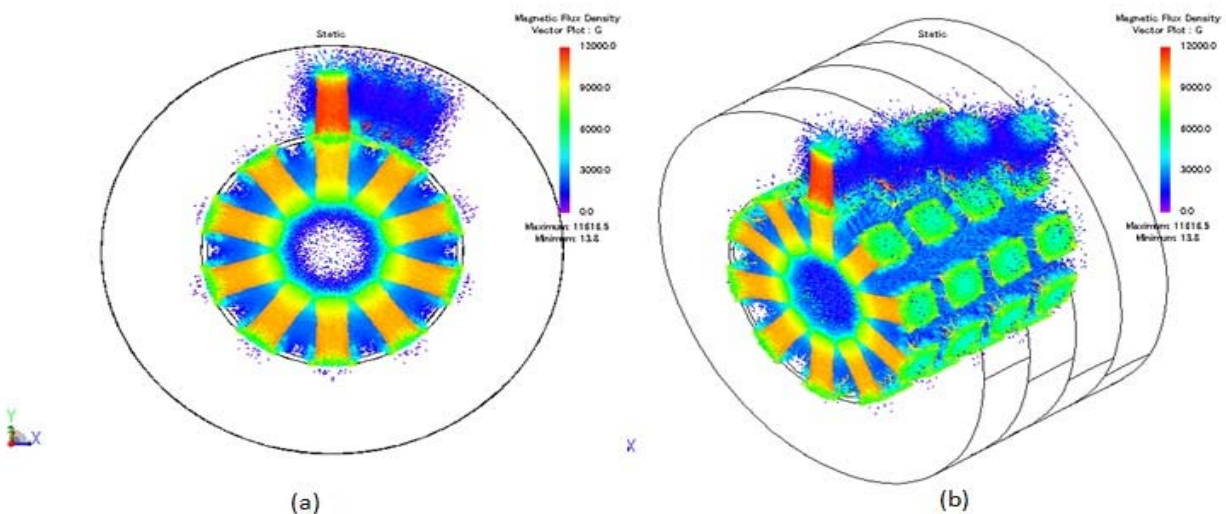 Magnetic Flux Density
Vector Plot : G
Static
12000.0
9000.0
6000.0
3000.0
0.0
Maximum: 11616.5
Minimum: 13.8
Y
X
(a)
Magnetic Flux Density
Vector Plot : G
Static
12000.0
9000.0
6000.0
3000.0
0.0
Maximum: 11616.5
Minimum: 13.8
X
(b)